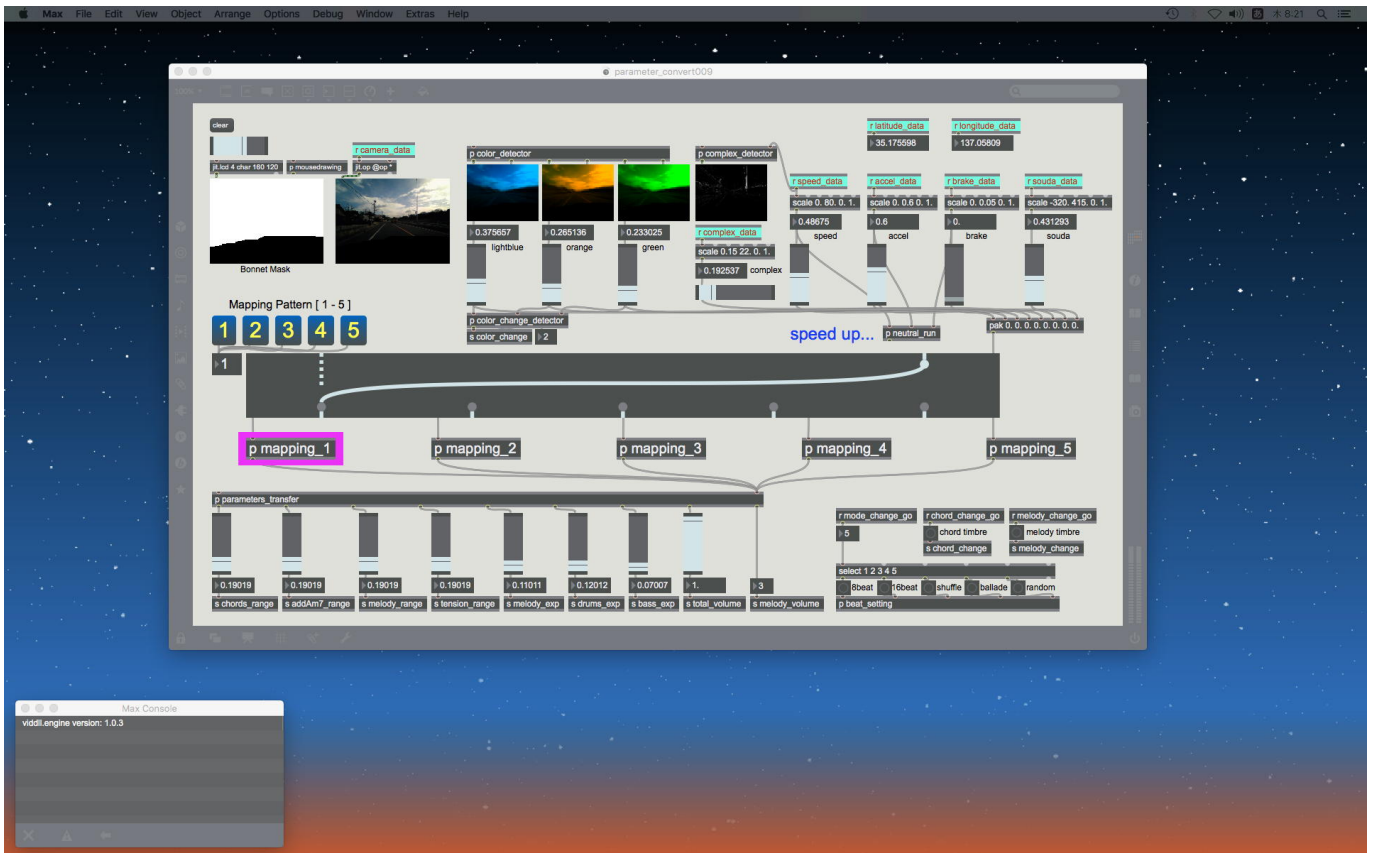 Max File Edit View Object Arrange Options Debug Window Extras Help
木 8:21
parameter_convert009
100%
clear
r camera_data
jit.lcd 4 char 160 120
p mousedrawing
jit.op @op *
Bonnet Mask
p color_detector
p complex_detector
r latitude_data
r longitude_data
35.175598
137.05809
r speed_data
r accel_data
r brake_data
r souda_data
scale 0. 80. 0. 1.
scale 0. 0.6 0. 1.
scale 0. 0.05 0. 1.
scale -320. 415. 0. 1.
0.48675
0.6
0.
0.431293
speed
accel
brake
souda
0.375657
0.265136
0.233025
lightblue
orange
green
r complex_data
scale 0.15 22. 0. 1.
0.192537
complex
Mapping Pattern [ 1 - 5 ]
1 2 3 4 5
1
p color_change_detector
s color_change
2
speed up...
p neutral_run
pak 0. 0. 0. 0. 0. 0. 0. 0.
p mapping_1
p mapping_2
p mapping_3
p mapping_4
p mapping_5
p parameters_transfer
0.19019
0.19019
0.19019
0.19019
0.11011
0.12012
0.07007
1.
3
s chords_range
s addAm7_range
s melody_range
s tension_range
s melody_exp
s drums_exp
s bass_exp
s total_volume
s melody_volume
r mode_change_go
r chord_change_go
r melody_change_go
5
chord timbre
melody timbre
s chord_change
s melody_change
select 1 2 3 4 5
8beat
16beat
shuffle
ballade
random
p beat_setting
Max Console
viddll.engine version: 1.0.3